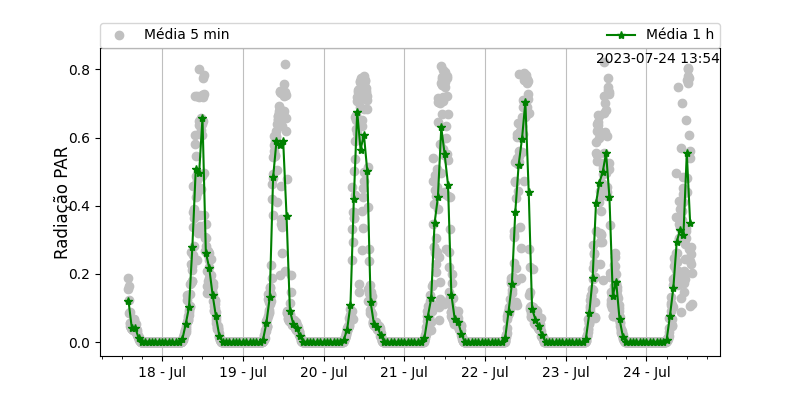 Média 5 min Média 1 h
2023-07-24 13:54
Radiação PAR
0.8
0.6
0.4
0.2
0.0
18 - Jul 19 - Jul 20 - Jul 21 - Jul 22 - Jul 23 - Jul 24 - Jul